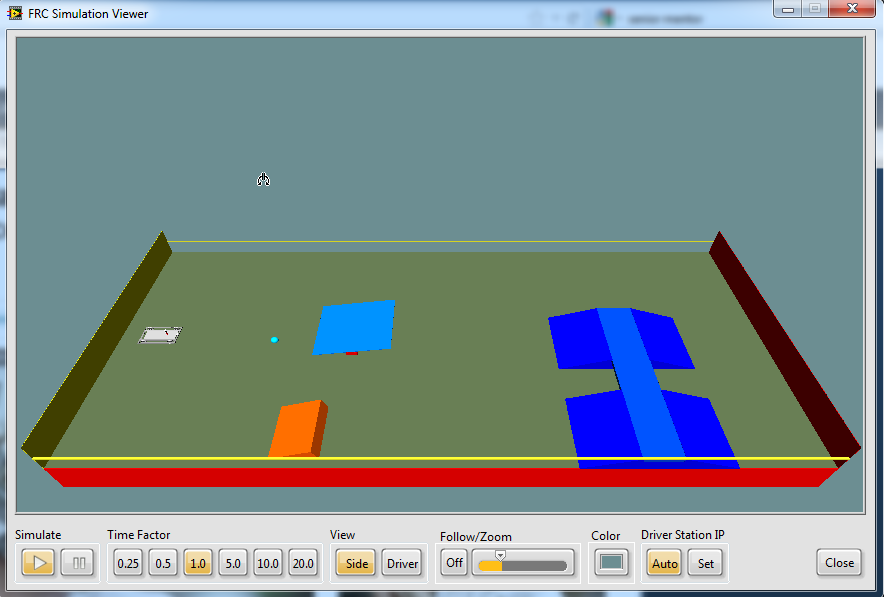 FRC Simulation Viewer
Simulate
Time Factor
View
Follow/Zoom
Color
Driver Station IP
0.25 0.5 1.0 5.0 10.0 20.0
Side Driver
Off
Auto Set
Close